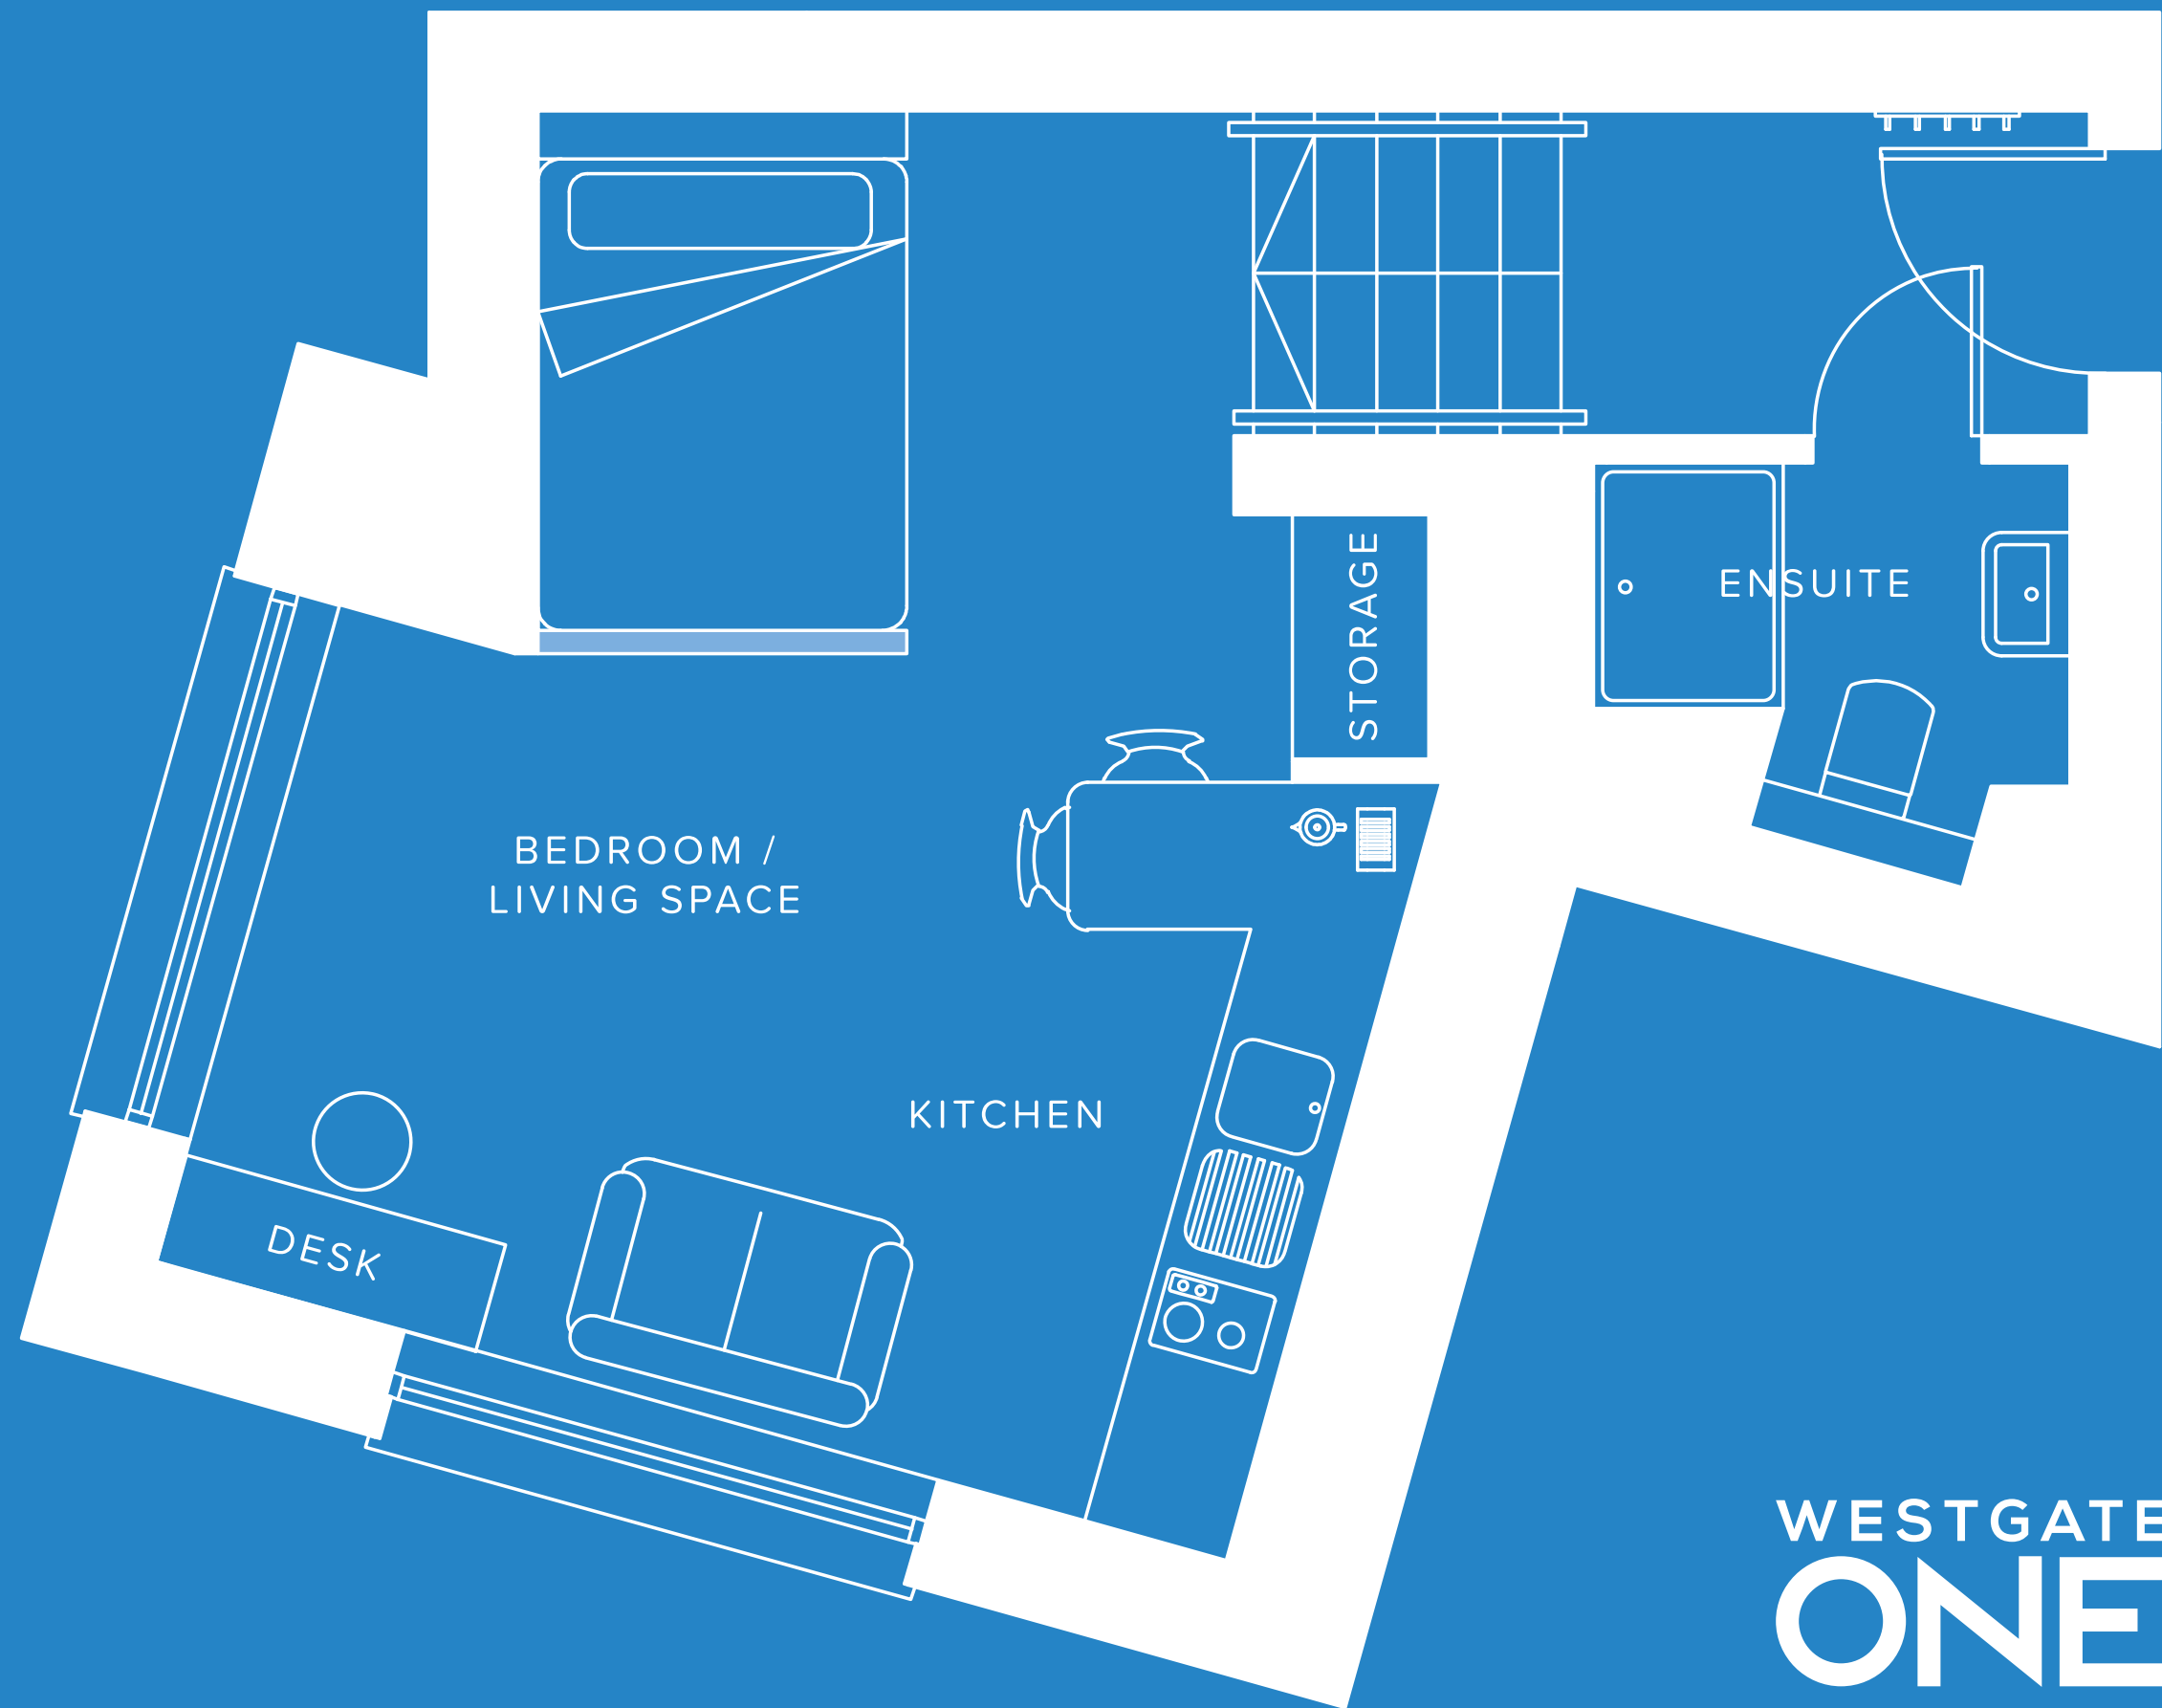 STORAGE
ENSUITE
BEDROOM /
LIVING SPACE
KITCHEN
DESK
WESTGATE
ONE